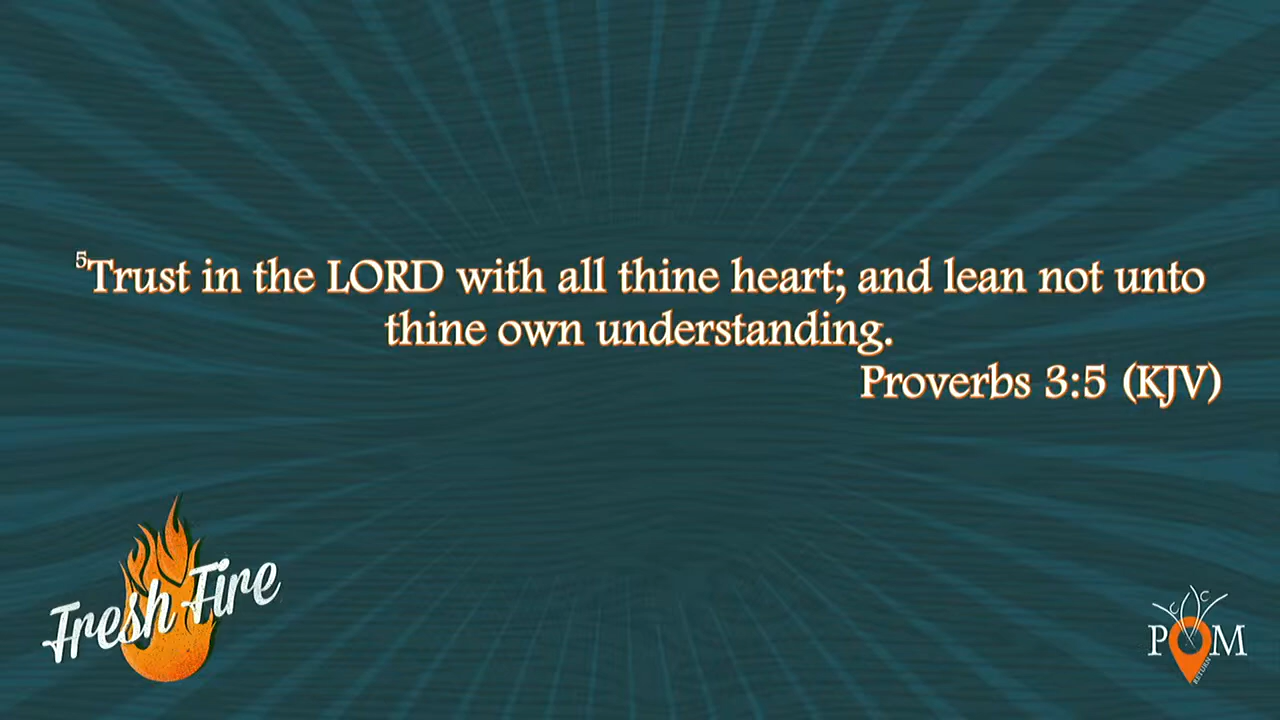 ⁵Trust in the LORD with all thine heart; and lean not unto
thine own understanding.
Proverbs 3:5 (KJV)
Fresh Fire
P M
C C
RETURN